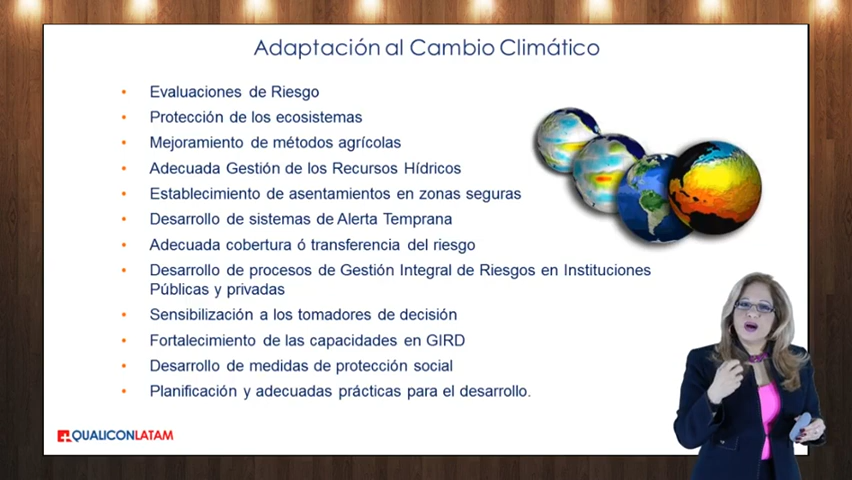 Adaptación al Cambio Climático
• Evaluaciones de Riesgo
• Protección de los ecosistemas
• Mejoramiento de métodos agrícolas
• Adecuada Gestión de los Recursos Hídricos
• Establecimiento de asentamientos en zonas seguras
• Desarrollo de sistemas de Alerta Temprana
• Adecuada cobertura ó transferencia del riesgo
• Desarrollo de procesos de Gestión Integral de Riesgos en Instituciones
Públicas y privadas
• Sensibilización a los tomadores de decisión
• Fortalecimiento de las capacidades en GIRD
• Desarrollo de medidas de protección social
• Planificación y adecuadas prácticas para el desarrollo.
QUALICONLATAM